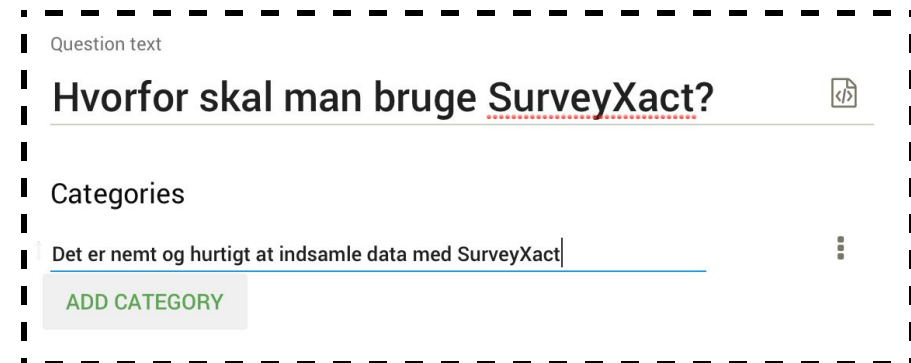 Question text
Hvorfor skal man bruge SurveyXact?
Categories
Det er nemt og hurtigt at indsamle data med SurveyXact
ADD CATEGORY